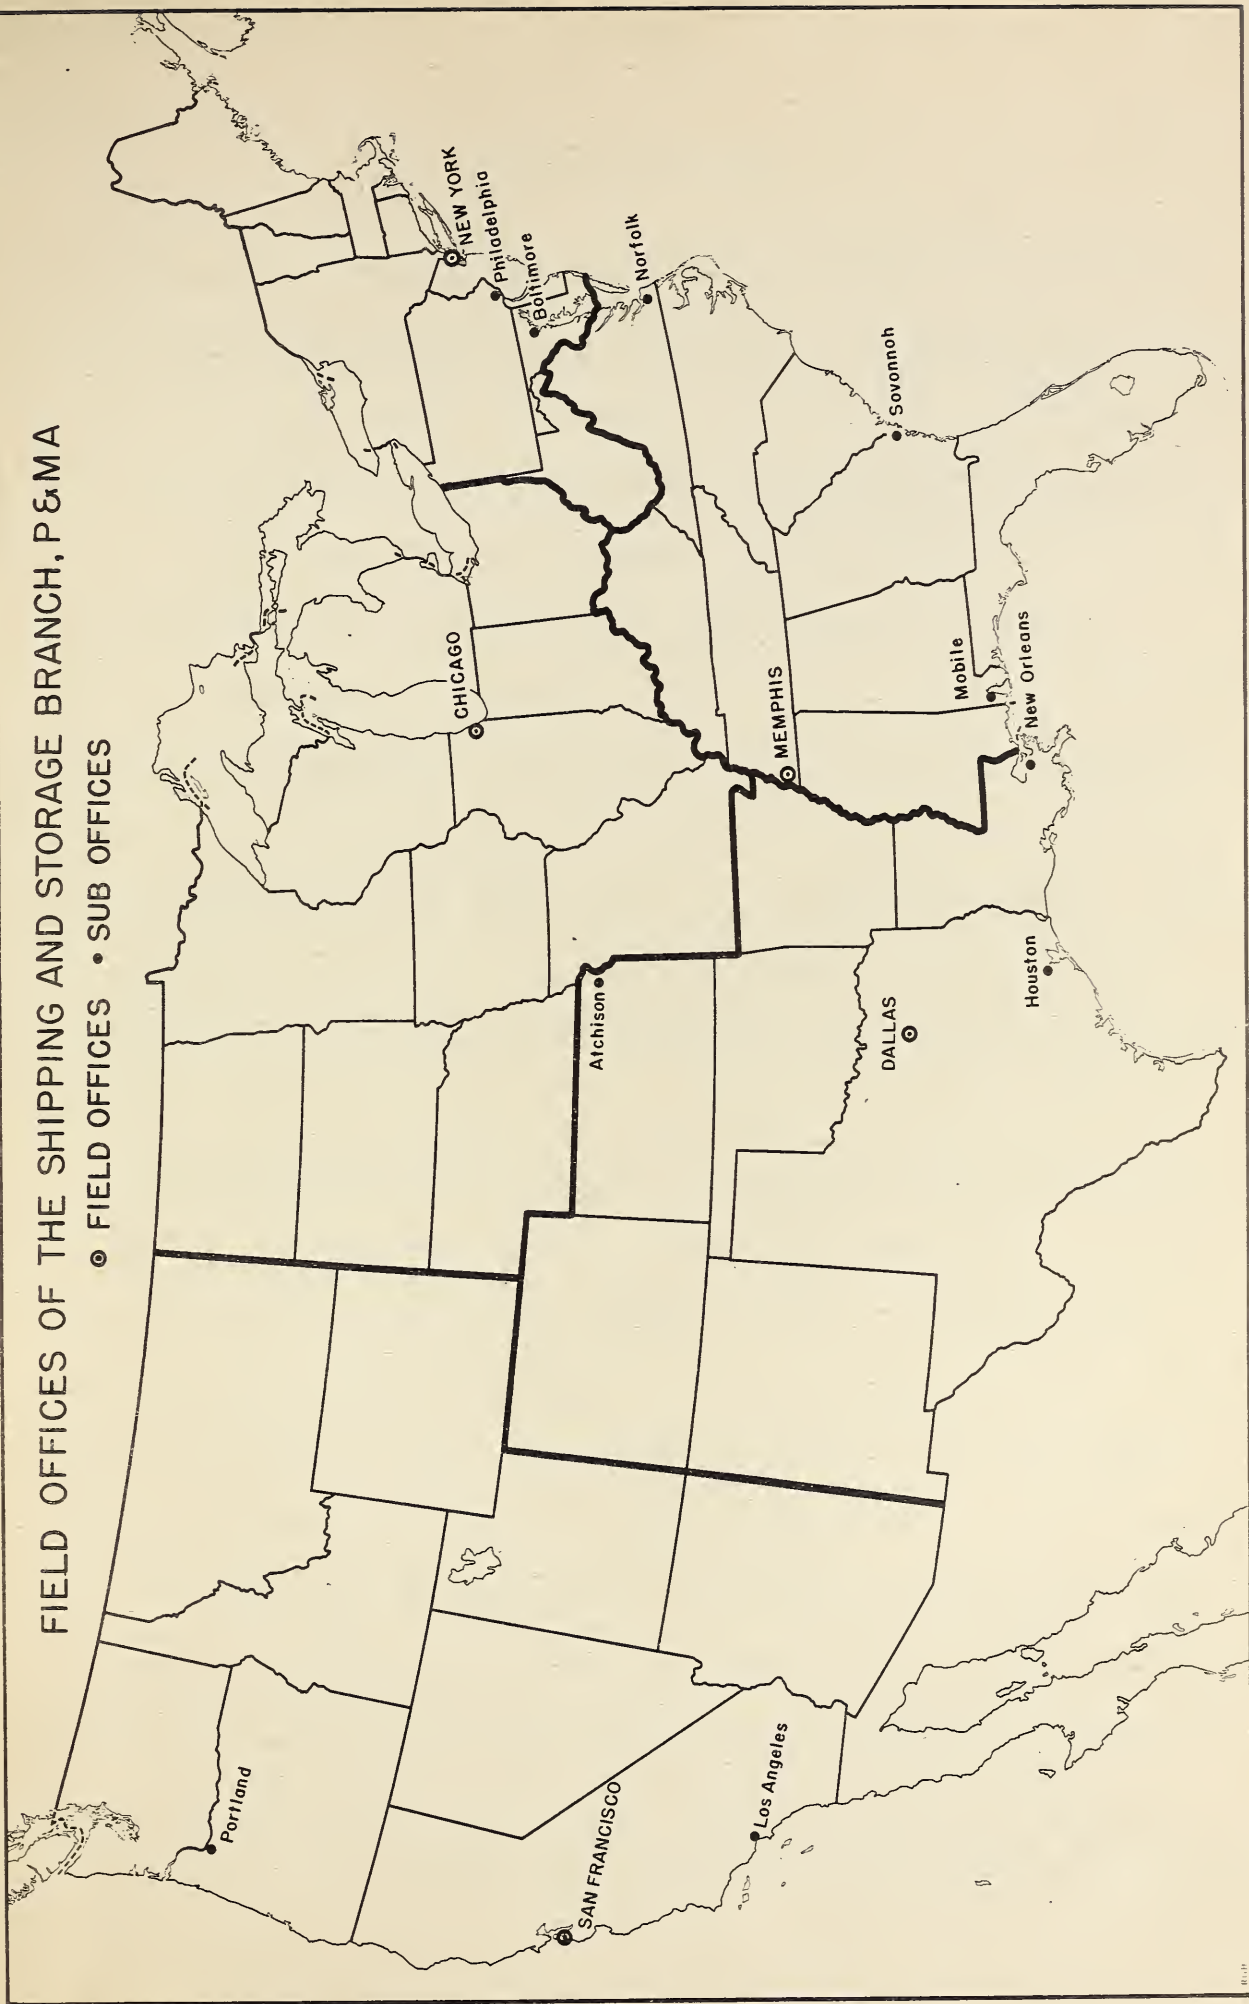 FIELD OFFICES OF THE SHIPPING AND STORAGE BRANCH, P&MA
FIELD OFFICES • SUB OFFICES
Portland
SAN FRANCISCO
Los Angeles
Atchison
DALLAS
Houston
CHICAGO
MEMPHIS
Mobile
New Orleans
NEW YORK
Philadelphia
Boltimore
Norfolk
Sovonnoh